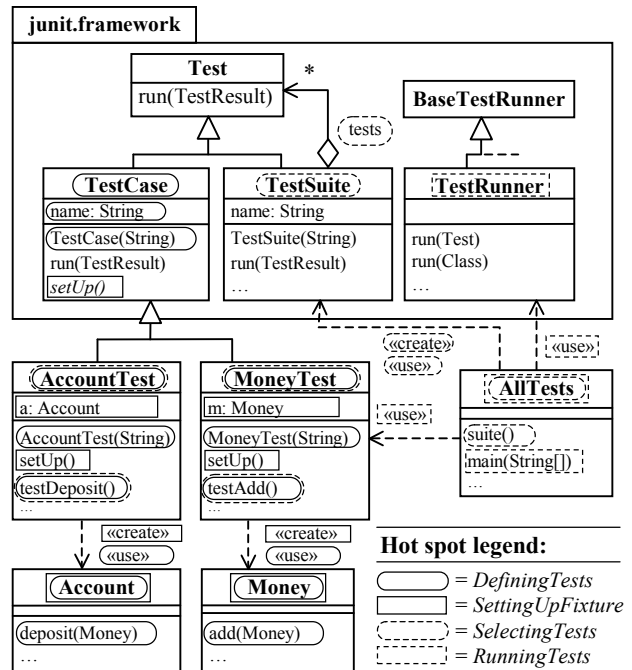 junit.framework
Test
run(TestResult)
*
tests
BaseTestRunner
TestCase
name: String
TestCase(String)
run(TestResult)
setUp()
TestSuite
name: String
TestSuite(String)
run(TestResult)
…
TestRunner
run(Test)
run(Class)
…
«create»
«use»
«use»
AccountTest
a: Account
AccountTest(String)
setUp()
testDeposit()
…
MoneyTest
m: Money
MoneyTest(String)
setUp()
testAdd()
…
«use»
AllTests
suite()
main(String[])
…
«create»
«use»
«create»
«use»
Account
deposit(Money)
…
Money
add(Money)
…
Hot spot legend:
= DefiningTests
= SettingUpFixture
= SelectingTests
= RunningTests